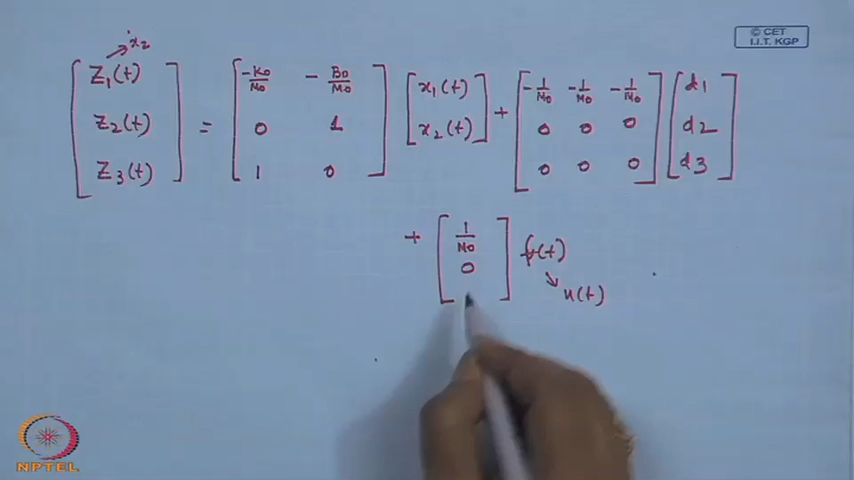 © CET
I.I.T. KGP
→ ẋ2
[ Z1(t) ; Z2(t) ; Z3(t) ] = [ -K0/M0  -B0/M0 ; 0  1 ; 1  0 ] [ x1(t) ; x2(t) ] + [ -1/M0  -1/M0  -1/M0 ; 0  0  0 ; 0  0  0 ] [ d1 ; d2 ; d3 ]
+ [ 1/M0 ; 0 ] f(t)
↘ u(t)
NPTEL